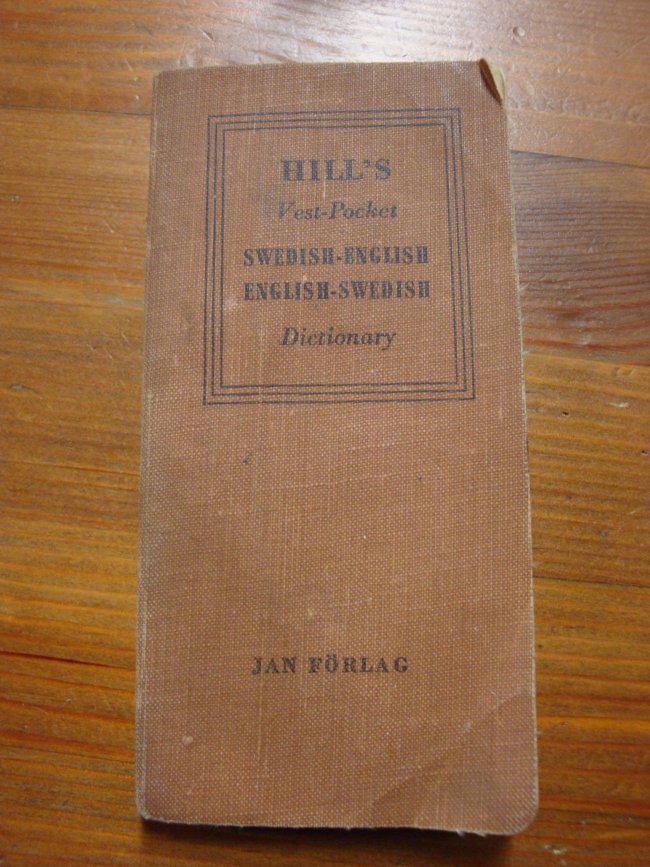 HILL'S
Vest-Pocket
SWEDISH-ENGLISH
ENGLISH-SWEDISH
Dictionary
JAN FÖRLAG